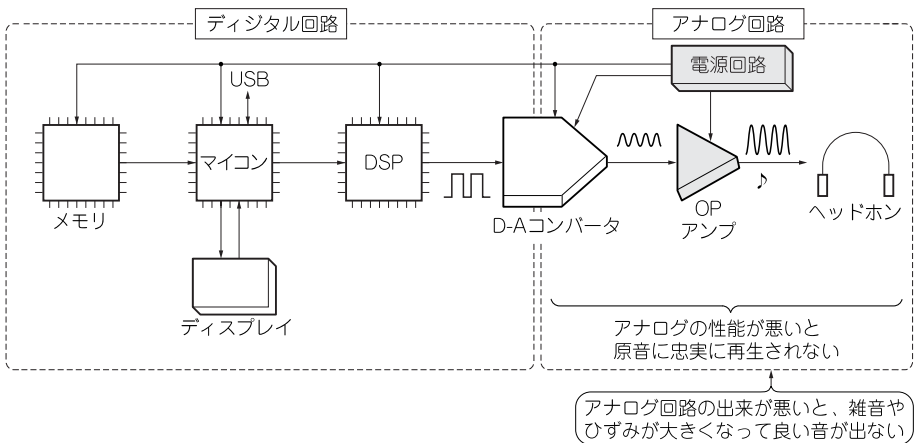 ディジタル回路
アナログ回路
電源回路
USB
マイコン
DSP
メモリ
D-Aコンバータ
OP
アンプ
ヘッドホン
ディスプレイ
アナログの性能が悪いと
原音に忠実に再生されない
アナログ回路の出来が悪いと、雑音や
ひずみが大きくなって良い音が出ない